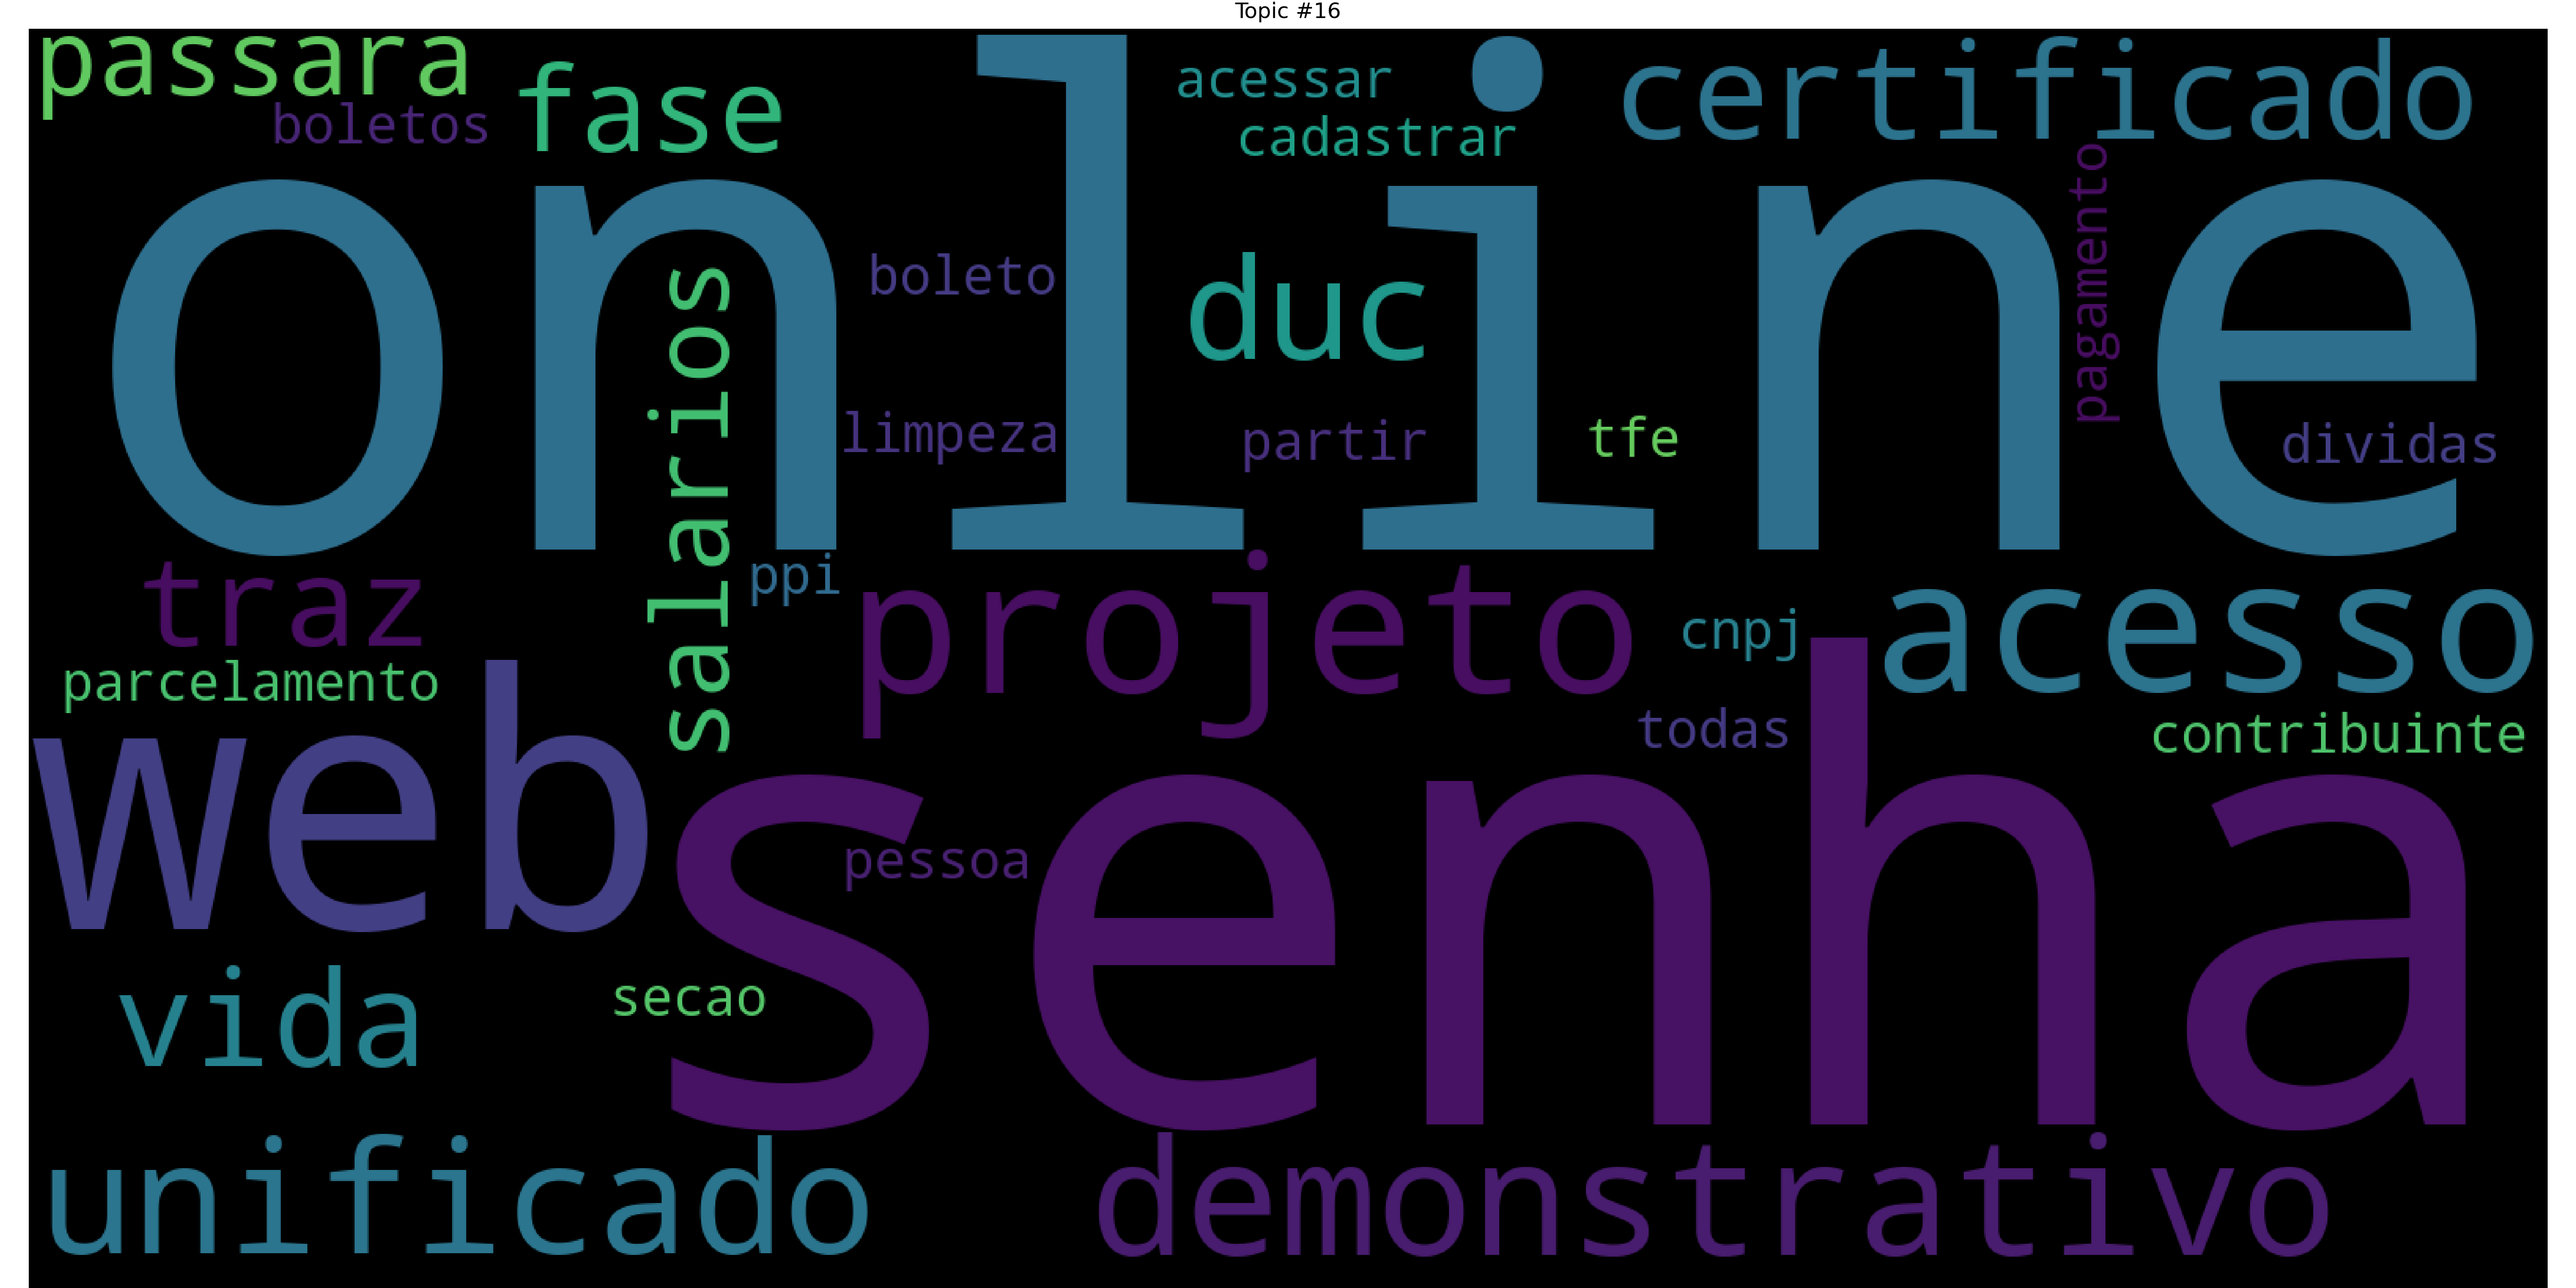 Topic #16
passara
boletos
fase
acessar
cadastrar
certificado
online
pagamento
boleto
duc
salarios
limpeza
partir
tfe
dividas
traz
ppi
projeto
cnpj
acesso
parcelamento
todas
contribuinte
web
senha
pessoa
vida
secao
unificado
demonstrativo